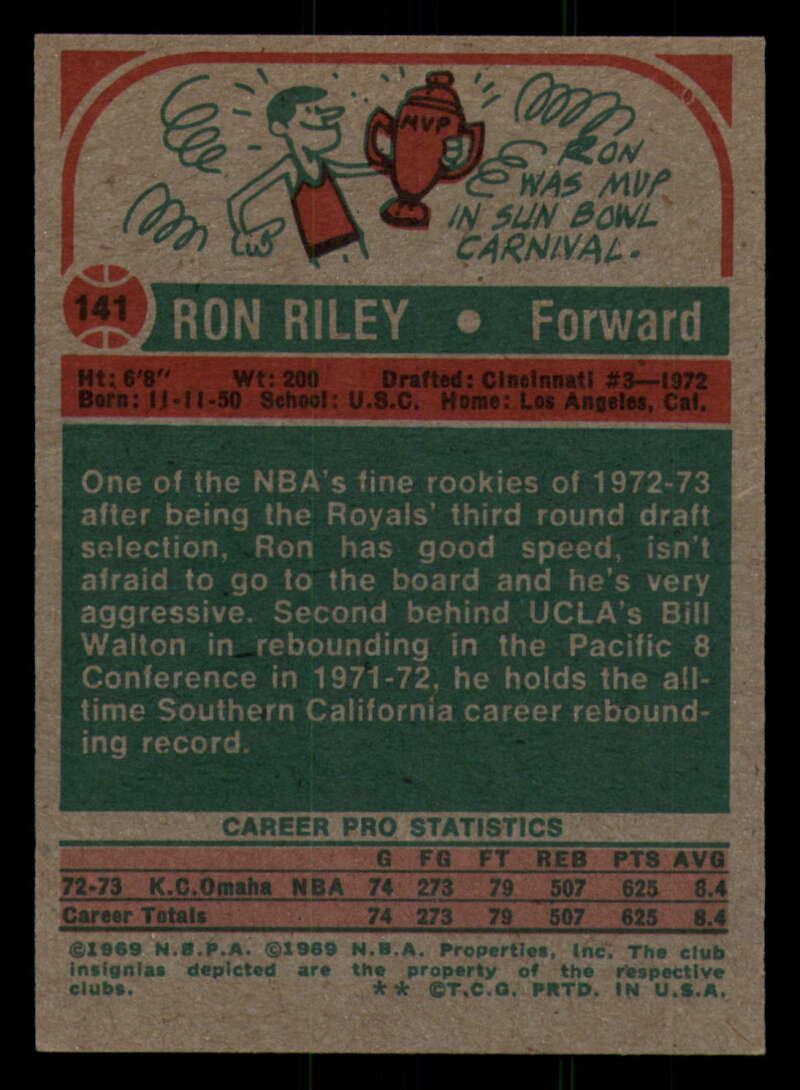 MVP
RON
WAS MVP
IN SUN BOWL
CARNIVAL.
141 RON RILEY • Forward
Ht: 6'8" Wt: 200 Drafted: Cincinnati #3—1972
Born: 11-11-50 School: U.S.C. Home: Los Angeles, Cal.
One of the NBA's fine rookies of 1972-73
after being the Royals' third round draft
selection, Ron has good speed, isn't
afraid to go to the board and he's very
aggressive. Second behind UCLA's Bill
Walton in rebounding in the Pacific 8
Conference in 1971-72, he holds the all-
time Southern California career rebound-
ing record.
CAREER PRO STATISTICS
G FG FT REB PTS AVG
72-73 K.C.Omaha NBA 74 273 79 507 625 8.4
Career Totals 74 273 79 507 625 8.4
©1969 N.B.P.A. ©1969 N.B.A. Properties, Inc. The club
insignias depicted are the property of the respective
clubs. ** ©T.C.G. PRTD. IN U.S.A.